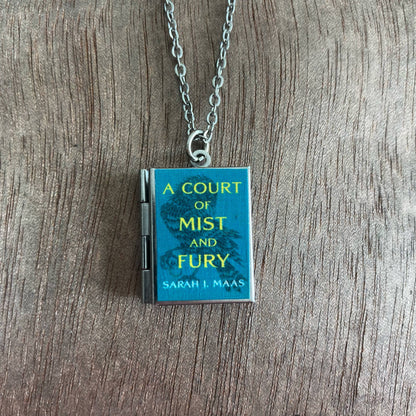 A COURT
OF
MIST
AND
FURY
SARAH J. MAAS